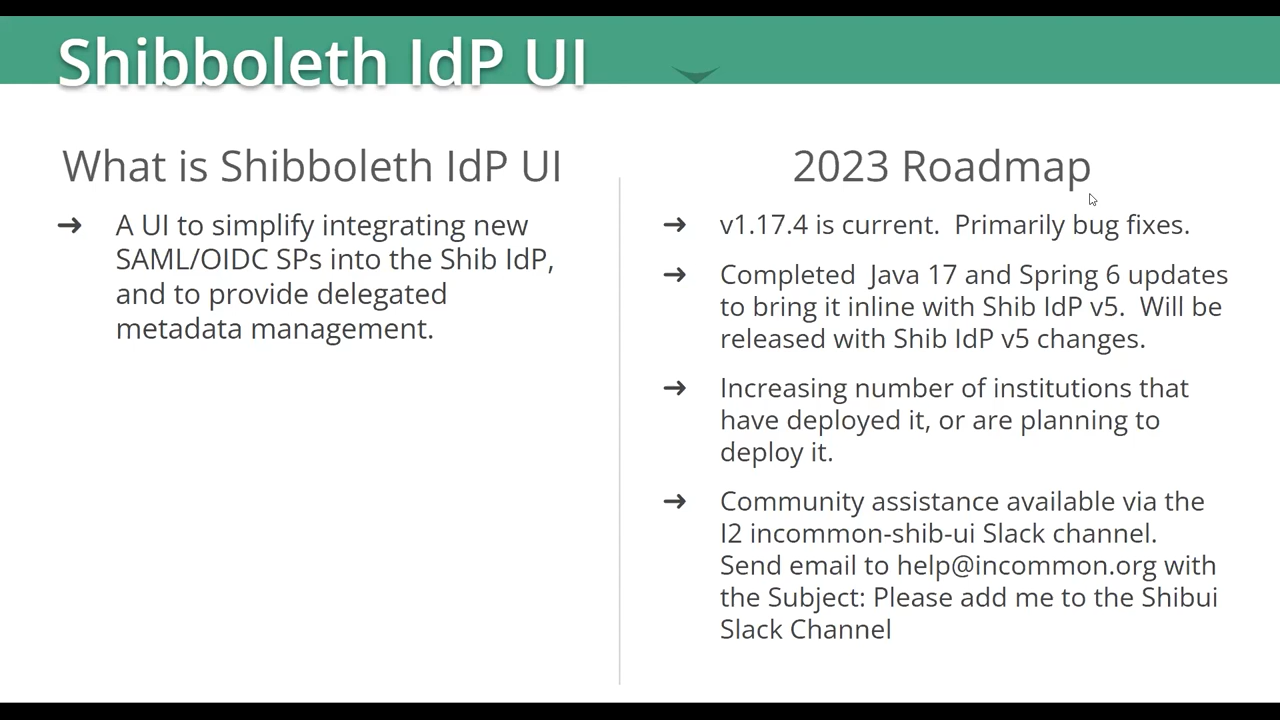 Shibboleth IdP UI
What is Shibboleth IdP UI
➔ A UI to simplify integrating new
SAML/OIDC SPs into the Shib IdP,
and to provide delegated
metadata management.
2023 Roadmap
➔ v1.17.4 is current.  Primarily bug fixes.
➔ Completed  Java 17 and Spring 6 updates
to bring it inline with Shib IdP v5.  Will be
released with Shib IdP v5 changes.
➔ Increasing number of institutions that
have deployed it, or are planning to
deploy it.
➔ Community assistance available via the
I2 incommon-shib-ui Slack channel.
Send email to help@incommon.org with
the Subject: Please add me to the Shibui
Slack Channel